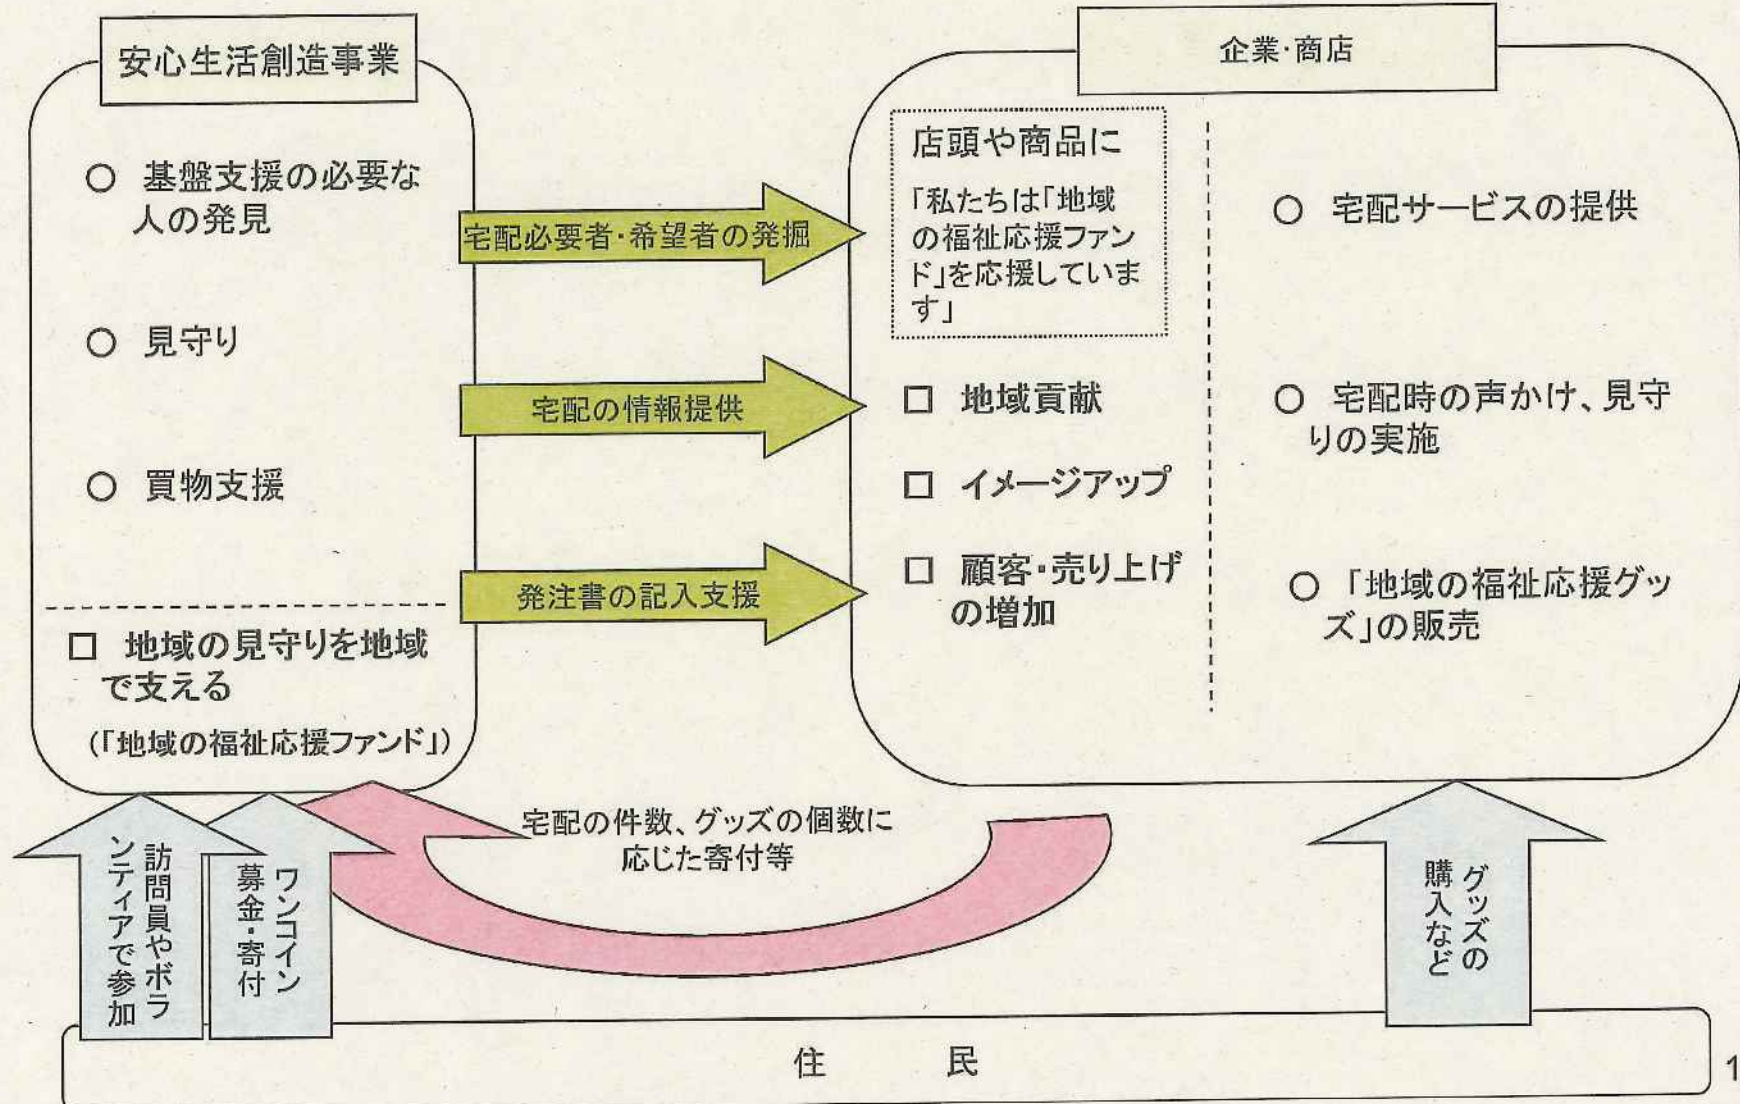 安心生活創造事業
○ 基盤支援の必要な
人の発見
○ 見守り
○ 買物支援
□ 地域の見守りを地域
で支える
(「地域の福祉応援ファンド」)
宅配必要者・希望者の発掘
宅配の情報提供
発注書の記入支援
企業・商店
店頭や商品に
「私たちは「地域
の福祉応援ファン
ド」を応援していま
す」
□ 地域貢献
□ イメージアップ
□ 顧客・売り上げ
の増加
○ 宅配サービスの提供
○ 宅配時の声かけ、見守
りの実施
○ 「地域の福祉応援グッ
ズ」の販売
宅配の件数、グッズの個数に
応じた寄付等
訪問員やボラ
ンティアで参加
ワンコイン
募金・寄付
グッズの
購入など
住 民
1